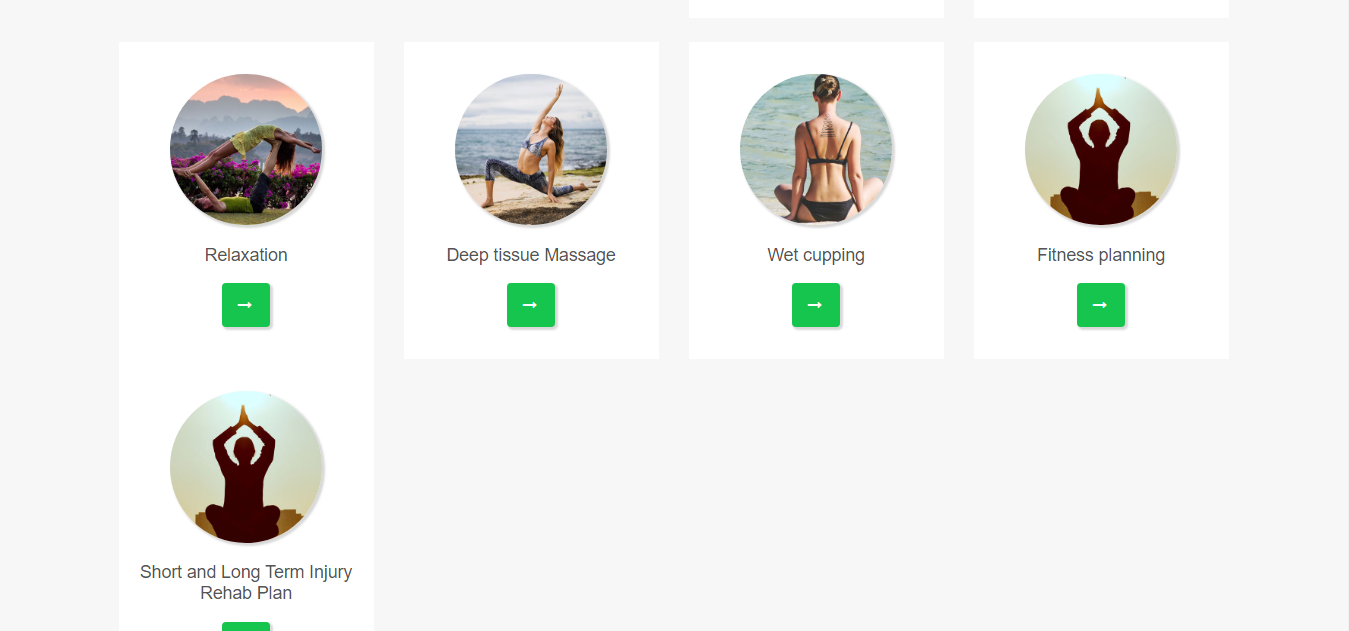 Relaxation
Deep tissue Massage
Wet cupping
Fitness planning
Short and Long Term Injury
Rehab Plan